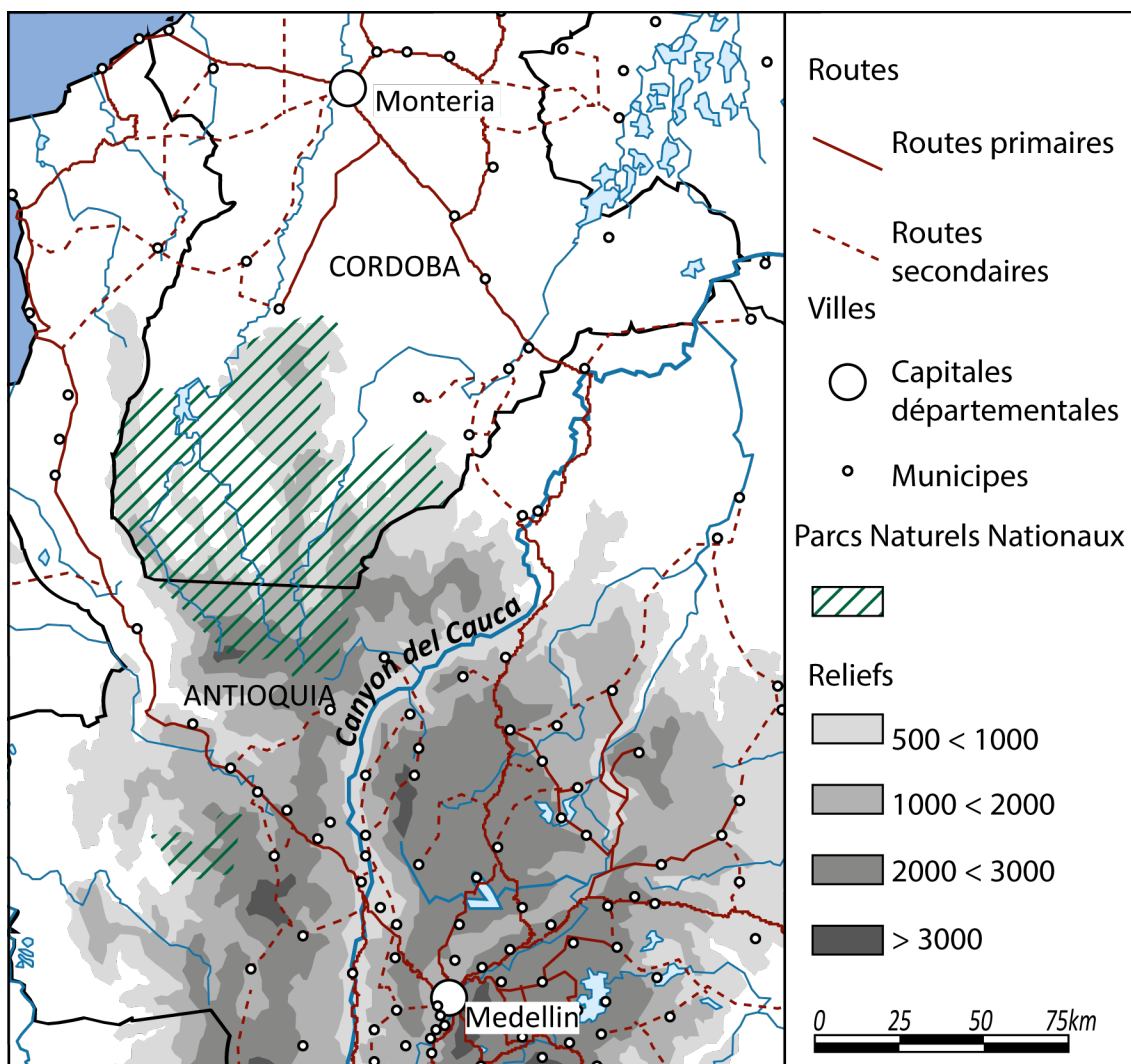 Monteria
CORDOBA
Canyon del Cauca
ANTIOQUIA
Medellin
Routes
Routes primaires
Routes
secondaires
Villes
Capitales
départementales
Municipes
Parcs Naturels Nationaux
Reliefs
500 < 1000
1000 < 2000
2000 < 3000
> 3000
0 25 50 75km